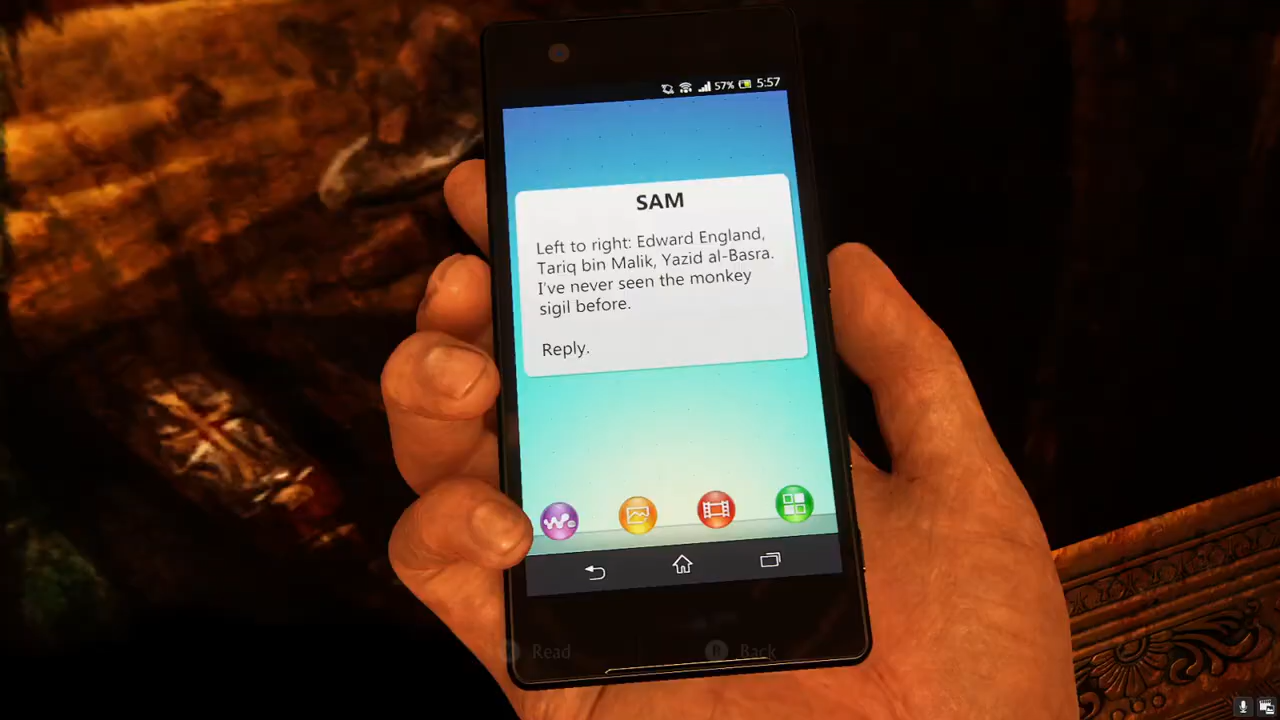 57% 5:57
SAM
Left to right: Edward England,
Tariq bin Malik, Yazid al-Basra.
I've never seen the monkey
sigil before.
Reply.
Read Back